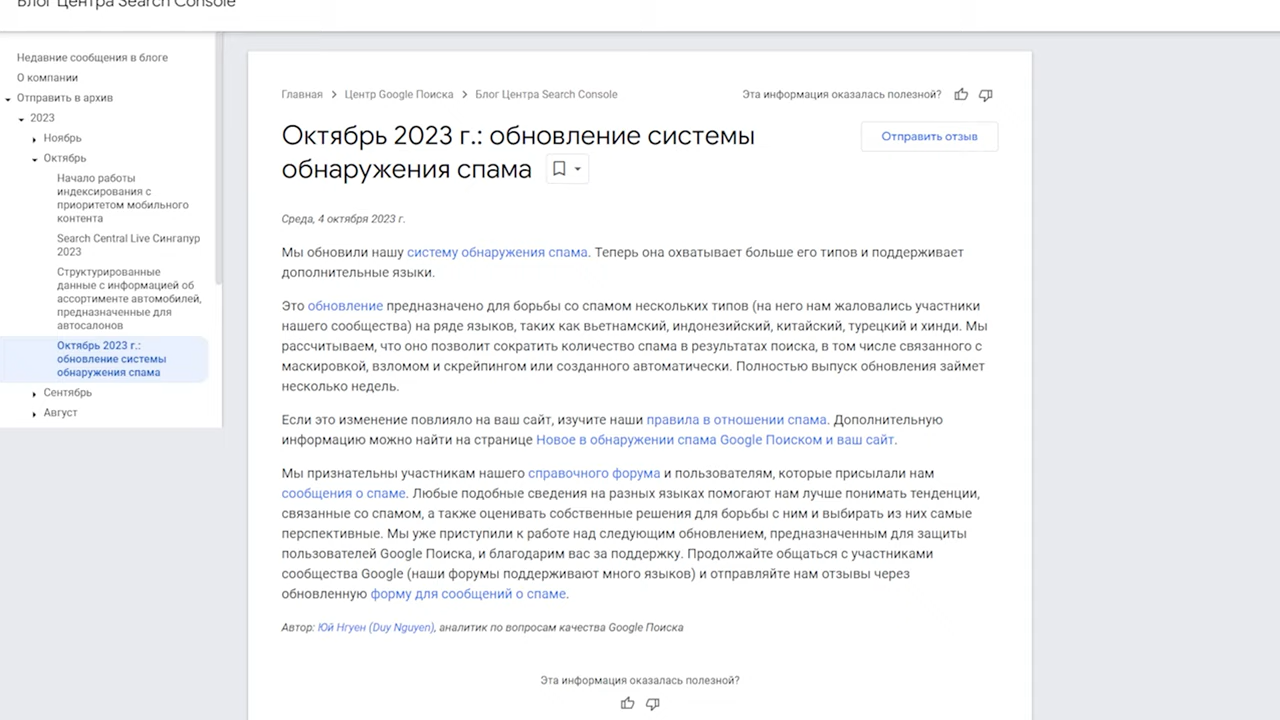 Блог Центра Search Console
Недавние сообщения в блоге
О компании
Отправить в архив
2023
Ноябрь
Октябрь
Начало работы
индексирования с
приоритетом мобильного
контента
Search Central Live Сингапур
2023
Структурированные
данные с информацией об
ассортименте автомобилей,
предназначенные для
автосалонов
Октябрь 2023 г.:
обновление системы
обнаружения спама
Сентябрь
Август
Главная > Центр Google Поиска > Блог Центра Search Console
Эта информация оказалась полезной?
Октябрь 2023 г.: обновление системы
обнаружения спама
Отправить отзыв
Среда, 4 октября 2023 г.
Мы обновили нашу систему обнаружения спама. Теперь она охватывает больше его типов и поддерживает
дополнительные языки.
Это обновление предназначено для борьбы со спамом нескольких типов (на него нам жаловались участники
нашего сообщества) на ряде языков, таких как вьетнамский, индонезийский, китайский, турецкий и хинди. Мы
рассчитываем, что оно позволит сократить количество спама в результатах поиска, в том числе связанного с
маскировкой, взломом и скрейпингом или созданного автоматически. Полностью выпуск обновления займет
несколько недель.
Если это изменение повлияло на ваш сайт, изучите наши правила в отношении спама. Дополнительную
информацию можно найти на странице Новое в обнаружении спама Google Поиском и ваш сайт.
Мы признательны участникам нашего справочного форума и пользователям, которые присылали нам
сообщения о спаме. Любые подобные сведения на разных языках помогают нам лучше понимать тенденции,
связанные со спамом, а также оценивать собственные решения для борьбы с ним и выбирать из них самые
перспективные. Мы уже приступили к работе над следующим обновлением, предназначенным для защиты
пользователей Google Поиска, и благодарим вас за поддержку. Продолжайте общаться с участниками
сообщества Google (наши форумы поддерживают много языков) и отправляйте нам отзывы через
обновленную форму для сообщений о спаме.
Автор: Юй Нгуен (Duy Nguyen), аналитик по вопросам качества Google Поиска
Эта информация оказалась полезной?